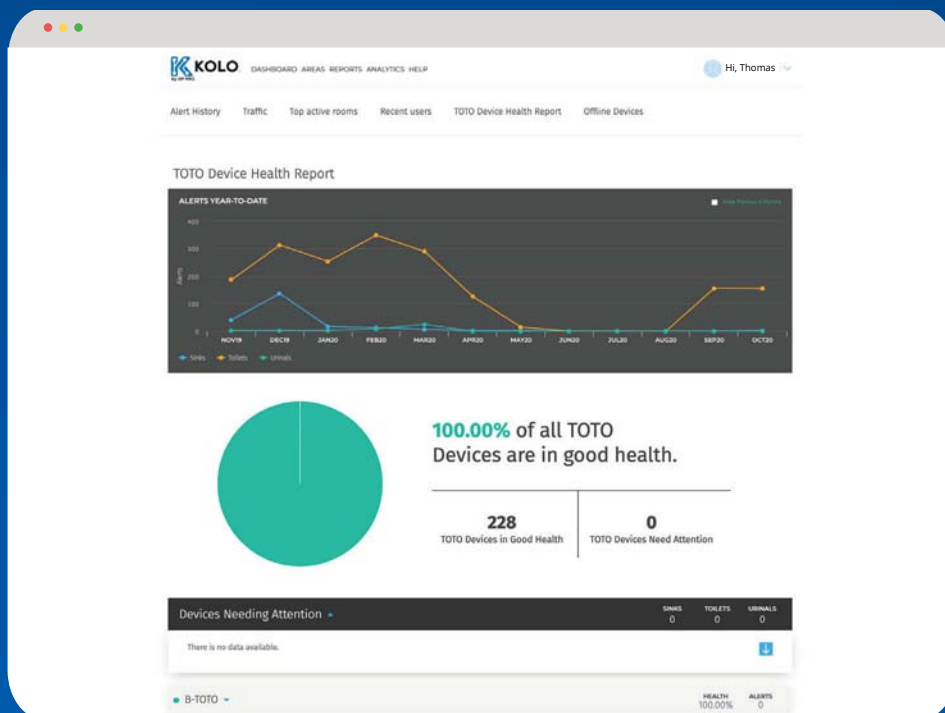 KOLO
by GP PRO
DASHBOARD AREAS REPORTS ANALYTICS HELP
Hi, Thomas
Alert History Traffic Top active rooms Recent users TOTO Device Health Report Offline Devices
TOTO Device Health Report
ALERTS YEAR-TO-DATE
400
300
200
100
0
Alerts
NOV19 DEC19 JAN20 FEB20 MAR20 APR20 MAY20 JUN20 JUL20 AUG20 SEP20 OCT20
Sinks Toilets Urinals
100.00% of all TOTO
Devices are in good health.
228
TOTO Devices in Good Health
0
TOTO Devices Need Attention
Devices Needing Attention
SINKS TOILETS URINALS
0 0 0
There is no data available.
B-TOTO
HEALTH ALERTS
100.00% 0